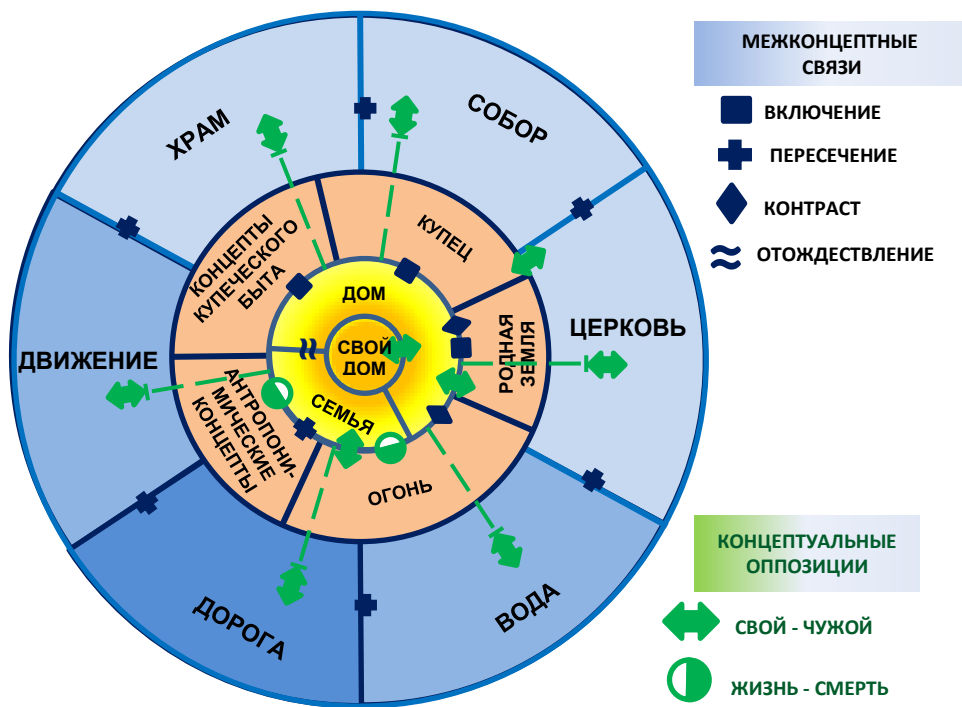 ХРАМ
СОБОР
ЦЕРКОВЬ
ВОДА
ДОРОГА
ДВИЖЕНИЕ
КОНЦЕПТЫ
КУПЕЧЕСКОГО
БЫТА
КУПЕЦ
РОДНАЯ
ЗЕМЛЯ
ОГОНЬ
АНТРОПОНИ-
МИЧЕСКИЕ
КОНЦЕПТЫ
ДОМ
СВОЙ
ДОМ
СЕМЬЯ
МЕЖКОНЦЕПТНЫЕ
СВЯЗИ
ВКЛЮЧЕНИЕ
ПЕРЕСЕЧЕНИЕ
КОНТРАСТ
ОТОЖДЕСТВЛЕНИЕ
КОНЦЕПТУАЛЬНЫЕ
ОППОЗИЦИИ
СВОЙ - ЧУЖОЙ
ЖИЗНЬ - СМЕРТЬ